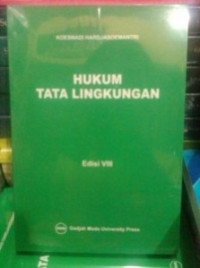 KOESNADI HARDJASOEMANTRI
HUKUM
TATA LINGKUNGAN
Edisi VIII
Gadjah Mada University Press